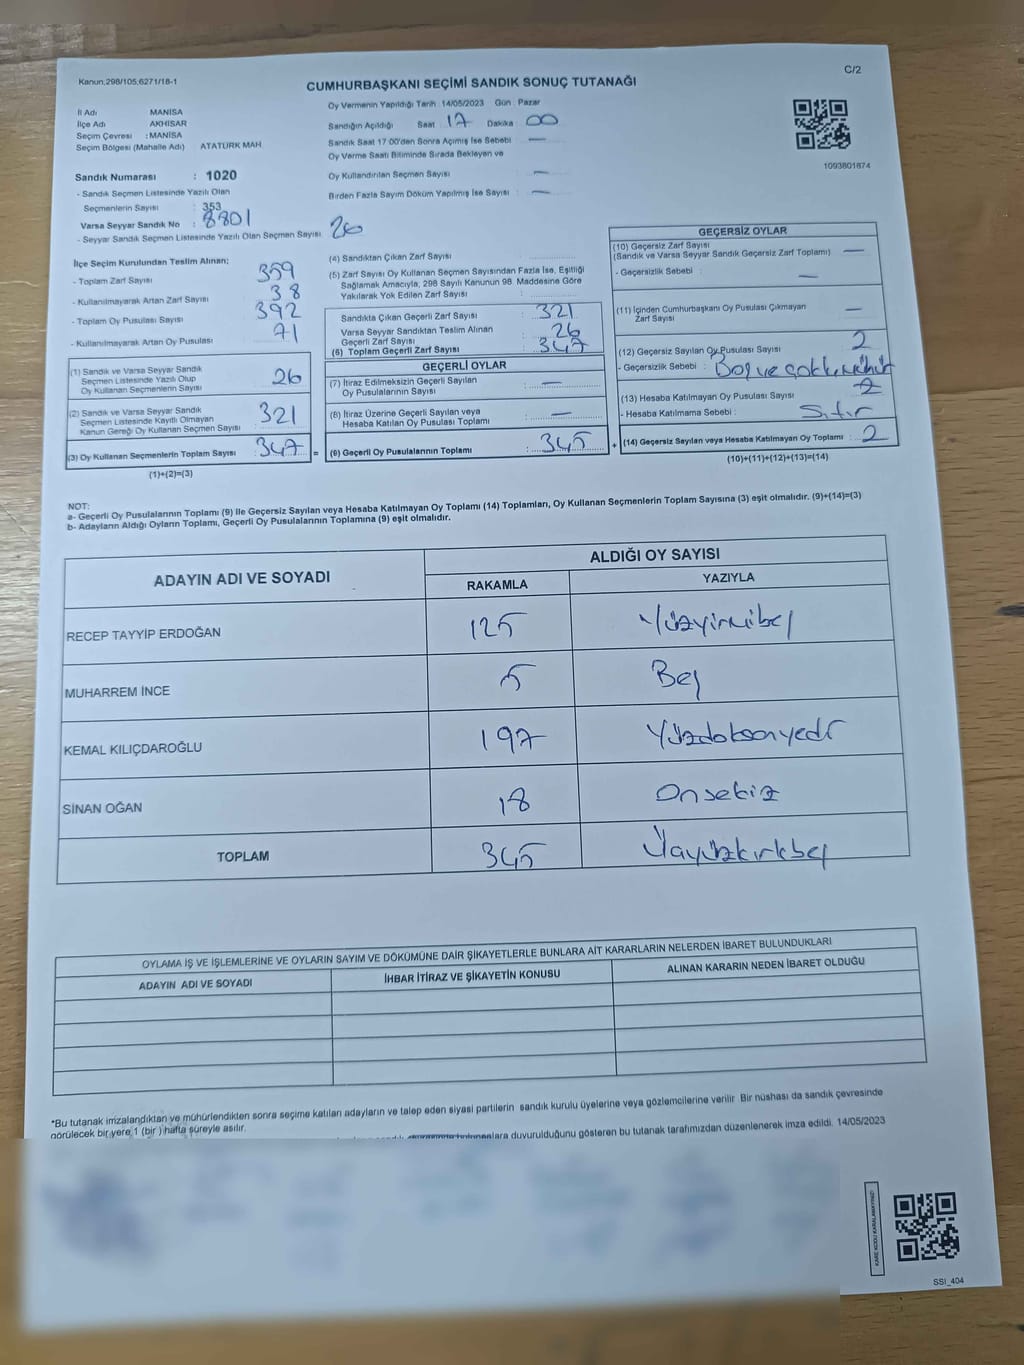 Kanun.298/105,6271/16-1
C/2
CUMHURBAŞKANI SEÇİMİ SANDIK SONUÇ TUTANAĞI
İl Adı MANİSA
İlçe Adı AKHİSAR
Seçim Çevresi : MANİSA
Seçim Bölgesi (Mahalle Adı) ATATÜRK MAH.
Oy Vermenin Yapıldığı Tarih 14/05/2023 Gün : Pazar
Sandığın Açıldığı Saat 17 Dakika 00
Sandık Saat 17:00'den Sonra Açılmış İse Sebebi —
Oy Verme Saati Bitiminde Sırada Bekleyen ve
Oy Kullandırılan Seçmen Sayısı : —
Birden Fazla Sayım Döküm Yapılmış İse Sayısı : —
1093801674
Sandık Numarası : 1020
- Sandık Seçmen Listesinde Yazılı Olan
Seçmenlerin Sayısı : 353
Varsa Seyyar Sandık No : 8801
- Seyyar Sandık Seçmen Listesinde Yazılı Olan Seçmen Sayısı 26
İlçe Seçim Kurulundan Teslim Alınan;
- Toplam Zarf Sayısı 359
- Kullanılmayarak Artan Zarf Sayısı 38
- Toplam Oy Pusulası Sayısı 392
- Kullanılmayarak Artan Oy Pusulası 71
(1) Sandık ve Varsa Seyyar Sandık
Seçmen Listesinde Yazılı Olup
Oy Kullanan Seçmenlerin Sayısı 26
(2) Sandık ve Varsa Seyyar Sandık
Seçmen Listesinde Kayıtlı Olmayan
Kanun Gereği Oy Kullanan Seçmen Sayısı : 321
(3) Oy Kullanan Seçmenlerin Toplam Sayısı : 347 =
(1)+(2)=(3)
(4) Sandıktan Çıkan Zarf Sayısı :
(5) Zarf Sayısı Oy Kullanan Seçmen Sayısından Fazla İse, Eşitliği
Sağlamak Amacıyla, 298 Sayılı Kanunun 98. Maddesine Göre
Yakılarak Yok Edilen Zarf Sayısı :
Sandıkta Çıkan Geçerli Zarf Sayısı : 321
Varsa Seyyar Sandıktan Teslim Alınan
Geçerli Zarf Sayısı : 26
(6) Toplam Geçerli Zarf Sayısı : 347
GEÇERLİ OYLAR
(7) İtiraz Edilmeksizin Geçerli Sayılan
Oy Pusulalarının Sayısı : —
(8) İtiraz Üzerine Geçerli Sayılan veya
Hesaba Katılan Oy Pusulası Toplamı : —
(9) Geçerli Oy Pusulalarının Toplamı : 345 +
GEÇERSİZ OYLAR
(10) Geçersiz Zarf Sayısı
(Sandık ve Varsa Seyyar Sandık Geçersiz Zarf Toplamı) : —
- Geçersizlik Sebebi : —
(11) İçinden Cumhurbaşkanı Oy Pusulası Çıkmayan
Zarf Sayısı : —
(12) Geçersiz Sayılan Oy Pusulası Sayısı : 2
- Geçersizlik Sebebi : Boş ve çoklu mühür
(13) Hesaba Katılmayan Oy Pusulası Sayısı :
- Hesaba Katılmama Sebebi : Sıfır
(14) Geçersiz Sayılan veya Hesaba Katılmayan Oy Toplamı : 2
(10)+(11)+(12)+(13)=(14)
NOT:
a- Geçerli Oy Pusulalarının Toplamı (9) ile Geçersiz Sayılan veya Hesaba Katılmayan Oy Toplamı (14) Toplamları, Oy Kullanan Seçmenlerin Toplam Sayısına (3) eşit olmalıdır. (9)+(14)=(3)
b- Adayların Aldığı Oyların Toplamı, Geçerli Oy Pusulalarının Toplamına (9) eşit olmalıdır.
ADAYIN ADI VE SOYADI
ALDIĞI OY SAYISI
RAKAMLA YAZIYLA
RECEP TAYYİP ERDOĞAN 125 Yüzyirmibeş
MUHARREM İNCE 5 Beş
KEMAL KILIÇDAROĞLU 197 Yüzdoksanyedi
SİNAN OĞAN 18 Onsekiz
TOPLAM 345 Üçyüzkırkbeş
OYLAMA İŞ VE İŞLEMLERİNE VE OYLARIN SAYIM VE DÖKÜMÜNE DAİR ŞİKAYETLERLE BUNLARA AİT KARARLARIN NELERDEN İBARET BULUNDUKLARI
ADAYIN ADI VE SOYADI İHBAR İTİRAZ VE ŞİKAYETİN KONUSU ALINAN KARARIN NEDEN İBARET OLDUĞU
*Bu tutanak imzalandıktan ve mühürlendikten sonra seçime katılan adayların ve talep eden siyasi partilerin sandık kurulu üyelerine veya gözlemcilerine verilir. Bir nüshası da sandık çevresinde
görülecek bir yere 1 (bir) hafta süreyle asılır.
duyurulduğunu gösteren bu tutanak tarafımızdan düzenlenerek imza edildi. 14/05/2023
KARE KODU KARALAMAYINIZ!
SSI_404